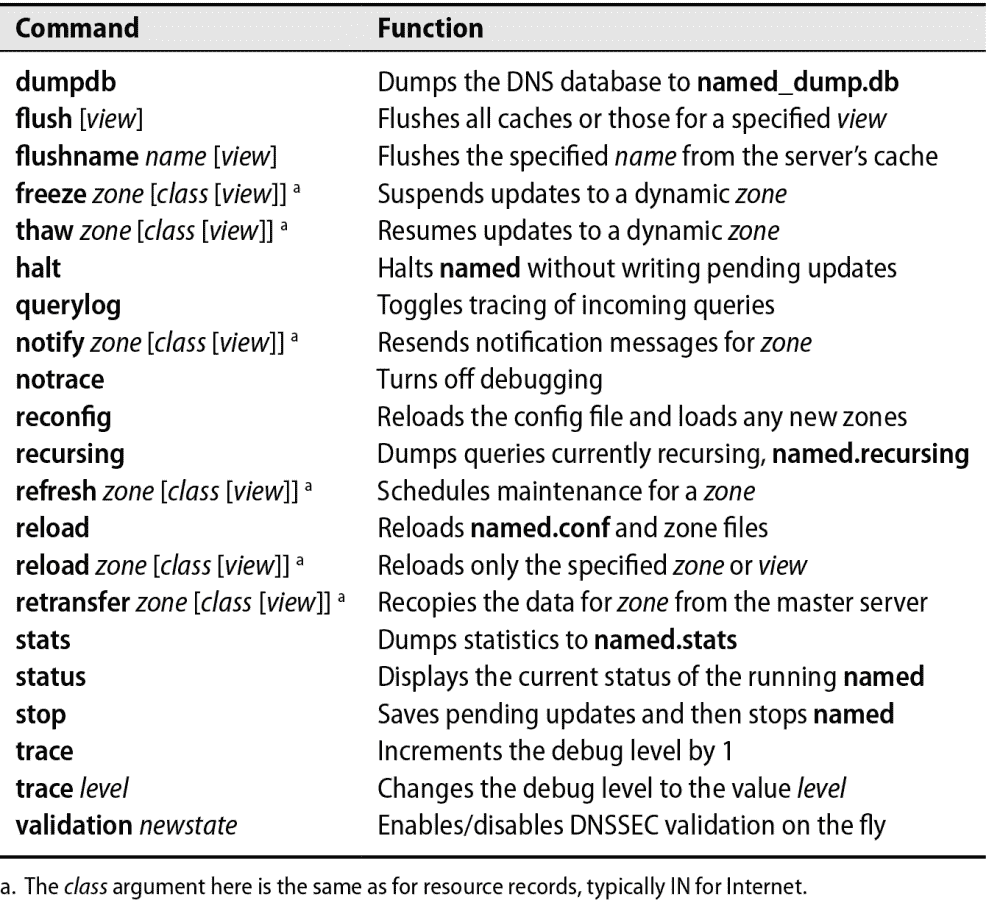 Command Function
dumpdb Dumps the DNS database to named_dump.db
flush [view] Flushes all caches or those for a specified view
flushname name [view] Flushes the specified name from the server’s cache
freeze zone [class [view]] a Suspends updates to a dynamic zone
thaw zone [class [view]] a Resumes updates to a dynamic zone
halt Halts named without writing pending updates
querylog Toggles tracing of incoming queries
notify zone [class [view]] a Resends notification messages for zone
notrace Turns off debugging
reconfig Reloads the config file and loads any new zones
recursing Dumps queries currently recursing, named.recursing
refresh zone [class [view]] a Schedules maintenance for a zone
reload Reloads named.conf and zone files
reload zone [class [view]] a Reloads only the specified zone or view
retransfer zone [class [view]] a Recopies the data for zone from the master server
stats Dumps statistics to named.stats
status Displays the current status of the running named
stop Saves pending updates and then stops named
trace Increments the debug level by 1
trace level Changes the debug level to the value level
validation newstate Enables/disables DNSSEC validation on the fly
a. The class argument here is the same as for resource records, typically IN for Internet.